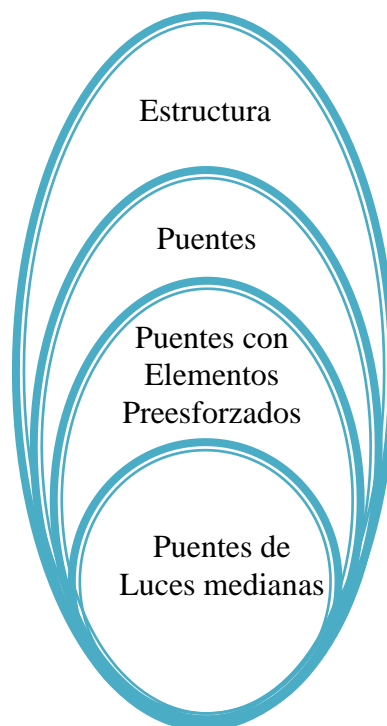 Estructura
Puentes
Puentes con
Elementos
Preesforzados
Puentes de
Luces medianas